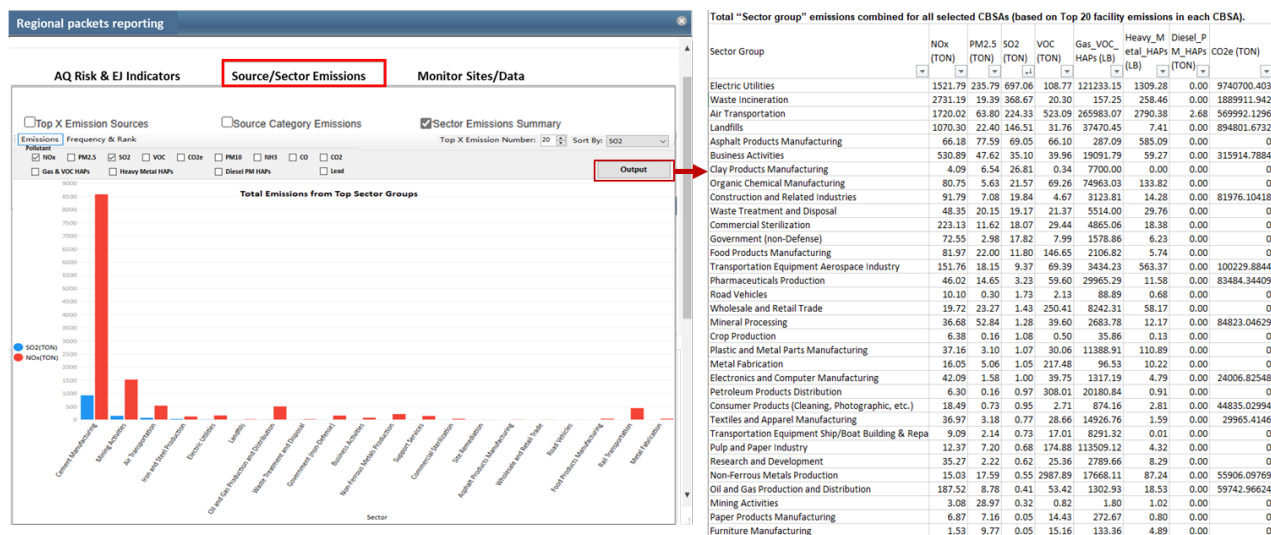 Regional packets reporting
AQ Risk & EJ Indicators
Source/Sector Emissions
Monitor Sites/Data
Top X Emission Sources
Source Category Emissions
Sector Emissions Summary
Emissions
Frequency & Rank
Top X Emission Number: 20
Sort By: SO2
Pollutant
NOx PM2.5 SO2 VOC CO2e PM10 NH3 CO CO2
Gas & VOC HAPs Heavy Metal HAPs Diesel PM HAPs Lead
Output
Total Emissions from Top Sector Groups
9000
8500
8000
7500
7000
6500
6000
5500
5000
4500
4000
3500
3000
2500
2000
1500
1000
500
0
SO2(TON)
NOx(TON)
Cement Manufacturing
Mining Activities
Air Transportation
Iron and Steel Production
Electric Utilities
Landfills
Oil and Gas Production and Distribution
Waste Treatment and Disposal
Government (non-Defense)
Business Activities
Non-Ferrous Metals Production
Support Services
Commercial Sterilization
Site Remediation
Asphalt Products Manufacturing
Wholesale and Retail Trade
Road Vehicles
Food Products Manufacturing
Rail Transportation
Metal Fabrication
Sector
Total “Sector group” emissions combined for all selected CBSAs (based on Top 20 facility emissions in each CBSA).
Sector Group NOx (TON) PM2.5 (TON) SO2 (TON) VOC (TON) Gas_VOC_HAPs (LB) Heavy_Metal_HAPs (LB) Diesel_PM_HAPs (TON) CO2e (TON)
Electric Utilities 1521.79 235.79 697.06 108.77 121233.15 1309.28 0.00 9740700.403
Waste Incineration 2731.19 19.39 368.67 20.30 157.25 258.46 0.00 1889911.942
Air Transportation 1720.02 63.80 224.33 523.09 265983.07 2790.38 2.68 569992.1296
Landfills 1070.30 22.40 146.51 31.76 37470.45 7.41 0.00 894801.6732
Asphalt Products Manufacturing 66.18 77.59 69.05 66.10 287.09 585.09 0.00 0
Business Activities 530.89 47.62 35.10 39.96 19091.79 59.27 0.00 315914.7884
Clay Products Manufacturing 4.09 6.54 26.81 0.34 7700.00 0.00 0.00 0
Organic Chemical Manufacturing 80.75 5.63 21.57 69.26 74963.03 133.82 0.00 0
Construction and Related Industries 91.79 7.08 19.84 4.67 3123.81 14.28 0.00 81976.10418
Waste Treatment and Disposal 48.35 20.15 19.17 21.37 5514.00 29.76 0.00 0
Commercial Sterilization 223.13 11.62 18.07 29.44 4865.06 18.38 0.00 0
Government (non-Defense) 72.55 2.98 17.82 7.99 1578.86 6.23 0.00 0
Food Products Manufacturing 81.97 22.00 11.80 146.65 2106.82 5.74 0.00 0
Transportation Equipment Aerospace Industry 151.76 18.15 9.37 69.39 3434.23 563.37 0.00 100229.8844
Pharmaceuticals Production 46.02 14.65 3.23 59.60 29965.29 11.58 0.00 83484.34409
Road Vehicles 10.10 0.30 1.73 2.13 88.89 0.68 0.00 0
Wholesale and Retail Trade 19.72 23.27 1.43 250.41 8242.31 58.17 0.00 0
Mineral Processing 36.68 52.84 1.28 39.60 2683.78 12.17 0.00 84823.04629
Crop Production 6.38 0.16 1.08 0.50 35.86 0.13 0.00 0
Plastic and Metal Parts Manufacturing 37.16 3.10 1.07 30.06 11388.91 110.89 0.00 0
Metal Fabrication 16.05 5.06 1.05 217.48 96.53 10.22 0.00 0
Electronics and Computer Manufacturing 42.09 1.58 1.00 39.75 1317.19 4.79 0.00 24006.82548
Petroleum Products Distribution 6.30 0.16 0.97 308.01 20180.84 0.91 0.00 0
Consumer Products (Cleaning, Photographic, etc.) 18.49 0.73 0.95 2.71 874.16 2.81 0.00 44835.02994
Textiles and Apparel Manufacturing 36.97 3.18 0.77 28.66 14926.76 1.59 0.00 29965.4146
Transportation Equipment Ship/Boat Building & Repa 9.09 2.14 0.73 17.01 8291.32 0.01 0.00 0
Pulp and Paper Industry 12.37 7.20 0.68 174.88 113509.12 4.32 0.00 0
Research and Development 35.27 2.22 0.62 25.36 2789.66 8.29 0.00 0
Non-Ferrous Metals Production 15.03 17.59 0.55 2987.89 17668.11 87.24 0.00 55906.09769
Oil and Gas Production and Distribution 187.52 8.78 0.41 53.42 1302.93 18.53 0.00 59742.96624
Mining Activities 3.08 28.97 0.32 0.82 1.80 1.02 0.00 0
Paper Products Manufacturing 6.87 7.16 0.05 14.43 272.67 0.80 0.00 0
Furniture Manufacturing 1.53 9.77 0.05 15.16 133.36 4.89 0.00 0